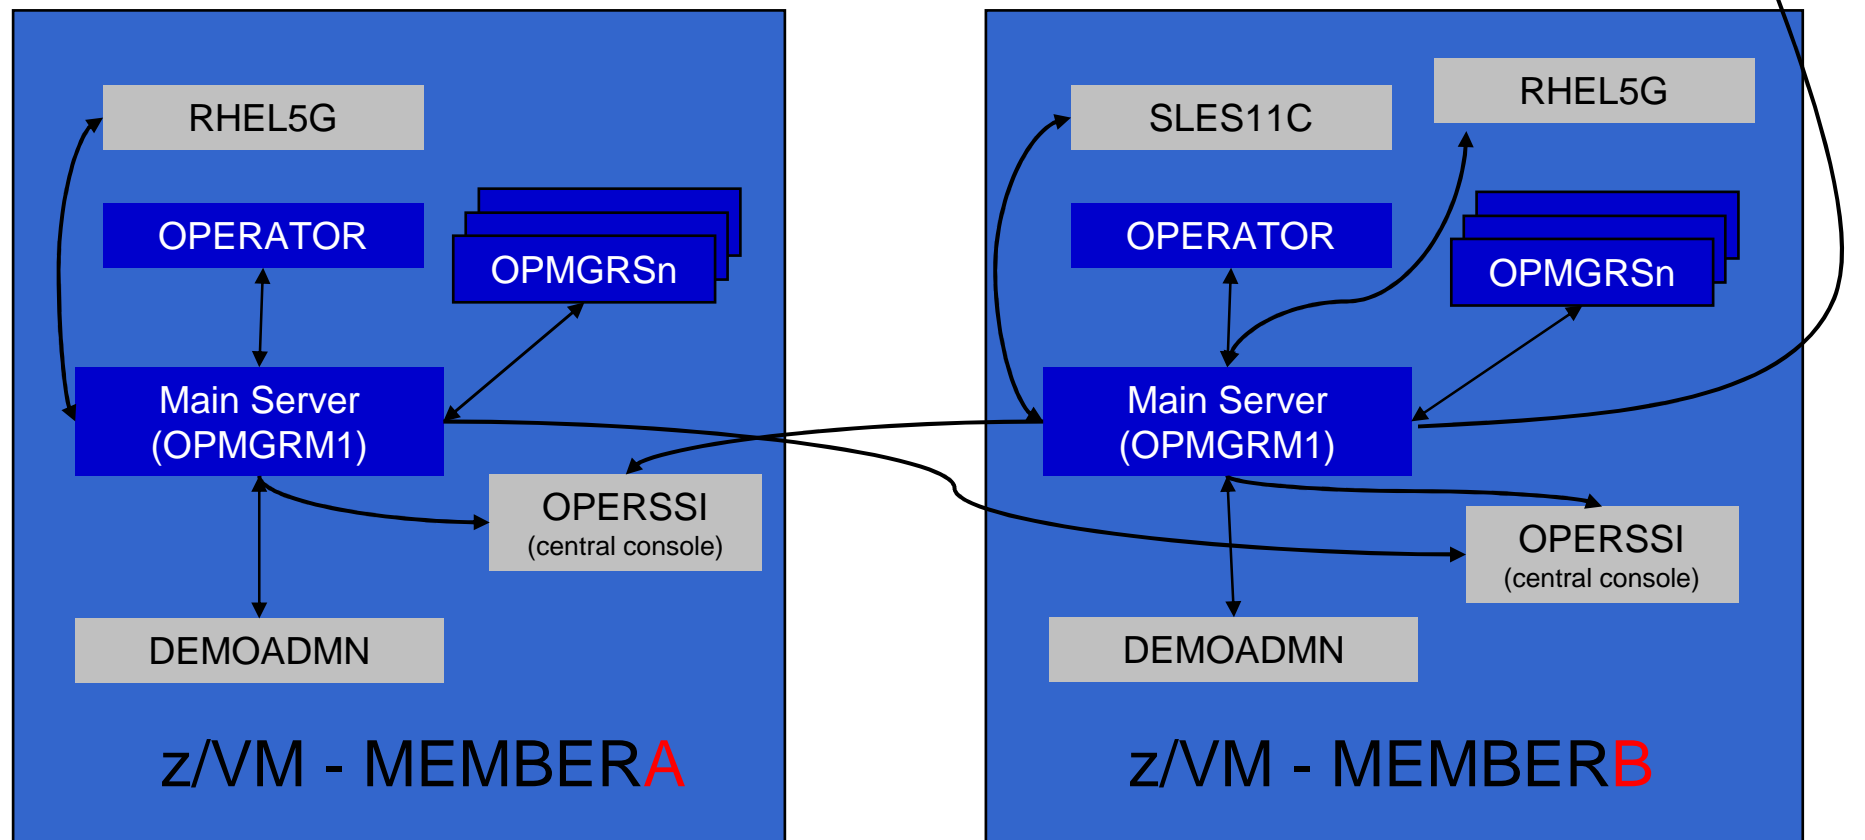 RHEL5G
OPERATOR
OPMGRSn
Main Server
(OPMGRM1)
OPERSSI
(central console)
DEMOADMN
z/VM - MEMBERA
SLES11C
RHEL5G
OPERATOR
OPMGRSn
Main Server
(OPMGRM1)
OPERSSI
(central console)
DEMOADMN
z/VM - MEMBERB